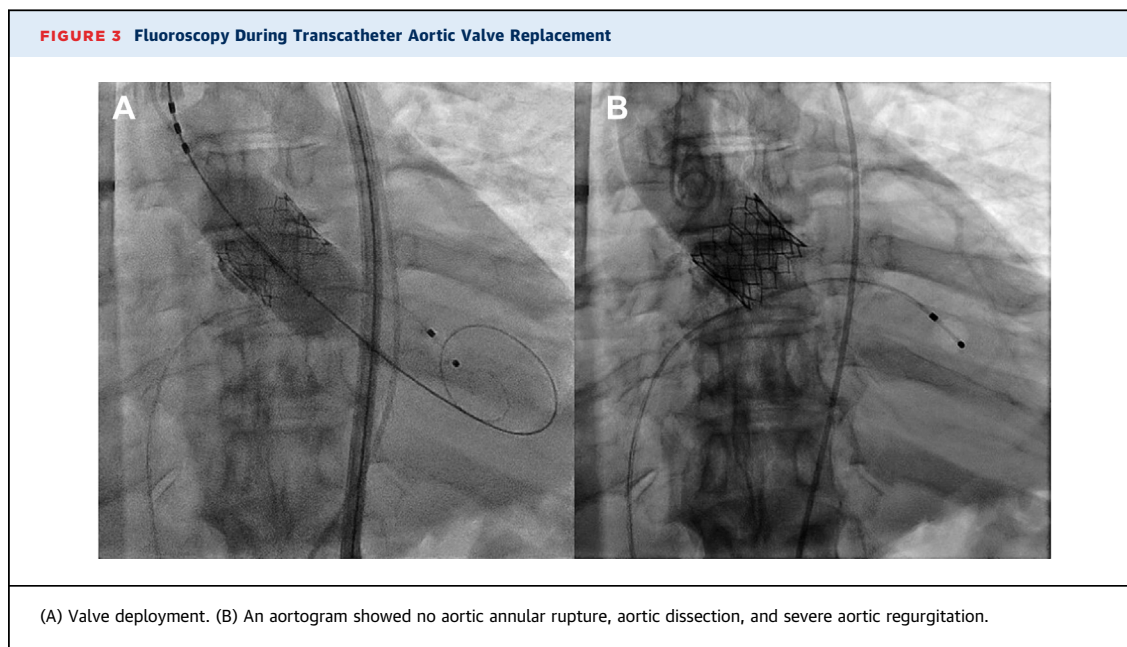 FIGURE 3 Fluoroscopy During Transcatheter Aortic Valve Replacement
A
B
(A) Valve deployment. (B) An aortogram showed no aortic annular rupture, aortic dissection, and severe aortic regurgitation.